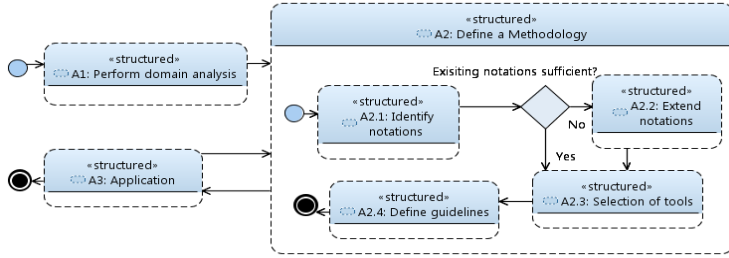 «structured»
A2: Define a Methodology
«structured»
A1: Perform domain analysis
Exisiting notations sufficient?
«structured»
A2.1: Identify
notations
«structured»
A2.2: Extend
notations
No
Yes
«structured»
A3: Application
«structured»
A2.4: Define guidelines
«structured»
A2.3: Selection of tools